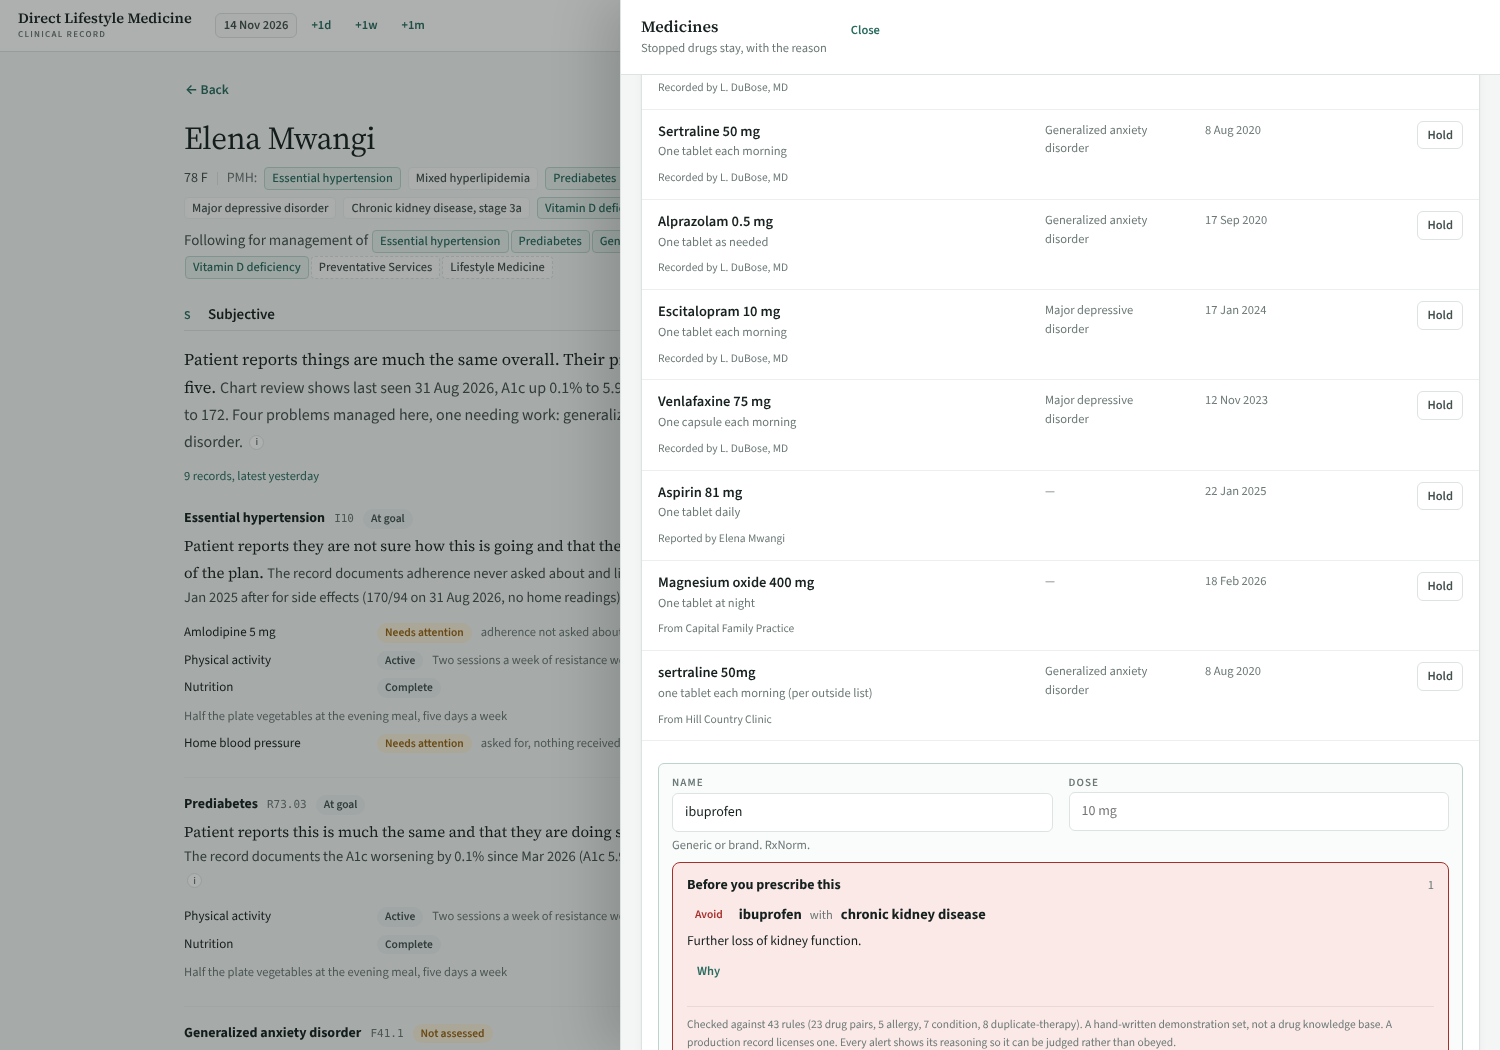 Direct Lifestyle Medicine
CLINICAL RECORD
14 Nov 2026 +1d +1w +1m
← Back
Elena Mwangi
78 F PMH: Essential hypertension Mixed hyperlipidemia Prediabetes
Major depressive disorder Chronic kidney disease, stage 3a Vitamin D defi
Following for management of Essential hypertension Prediabetes Gen
Vitamin D deficiency Preventative Services Lifestyle Medicine
S Subjective
Patient reports things are much the same overall. Their p
five. Chart review shows last seen 31 Aug 2026, A1c up 0.1% to 5.9
to 172. Four problems managed here, one needing work: generaliz
disorder. i
9 records, latest yesterday
Essential hypertension I10 At goal
Patient reports they are not sure how this is going and that the
of the plan. The record documents adherence never asked about and li
Jan 2025 after for side effects (170/94 on 31 Aug 2026, no home readings)
Amlodipine 5 mg Needs attention adherence not asked about
Physical activity Active Two sessions a week of resistance w
Nutrition Complete
Half the plate vegetables at the evening meal, five days a week
Home blood pressure Needs attention asked for, nothing received
Prediabetes R73.03 At goal
Patient reports this is much the same and that they are doing s
The record documents the A1c worsening by 0.1% since Mar 2026 (A1c 5.9
i
Physical activity Active Two sessions a week of resistance w
Nutrition Complete
Half the plate vegetables at the evening meal, five days a week
Generalized anxiety disorder F41.1 Not assessed
Medicines
Stopped drugs stay, with the reason
Close
Recorded by L. DuBose, MD
Sertraline 50 mg Generalized anxiety disorder 8 Aug 2020 Hold
One tablet each morning
Recorded by L. DuBose, MD
Alprazolam 0.5 mg Generalized anxiety disorder 17 Sep 2020 Hold
One tablet as needed
Recorded by L. DuBose, MD
Escitalopram 10 mg Major depressive disorder 17 Jan 2024 Hold
One tablet each morning
Recorded by L. DuBose, MD
Venlafaxine 75 mg Major depressive disorder 12 Nov 2023 Hold
One capsule each morning
Recorded by L. DuBose, MD
Aspirin 81 mg — 22 Jan 2025 Hold
One tablet daily
Reported by Elena Mwangi
Magnesium oxide 400 mg — 18 Feb 2026 Hold
One tablet at night
From Capital Family Practice
sertraline 50mg Generalized anxiety disorder 8 Aug 2020 Hold
one tablet each morning (per outside list)
From Hill Country Clinic
NAME DOSE
ibuprofen 10 mg
Generic or brand. RxNorm.
Before you prescribe this 1
Avoid ibuprofen with chronic kidney disease
Further loss of kidney function.
Why
Checked against 43 rules (23 drug pairs, 5 allergy, 7 condition, 8 duplicate-therapy). A hand-written demonstration set, not a drug knowledge base. A
production record licenses one. Every alert shows its reasoning so it can be judged rather than obeyed.